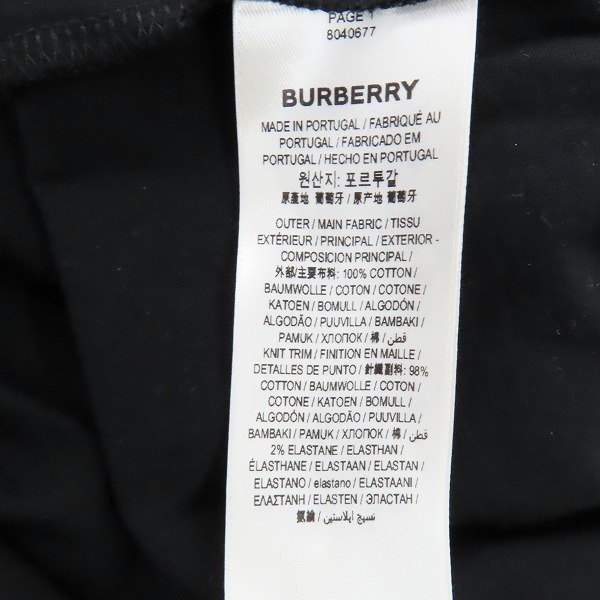 PAGE 1
8040677
BURBERRY
MADE IN PORTUGAL / FABRIQUÉ AU
PORTUGAL / FABRICADO EM
PORTUGAL / HECHO EN PORTUGAL
원산지: 포르투갈
原產地 葡萄牙 / 原产地 葡萄牙
OUTER / MAIN FABRIC / TISSU
EXTÉRIEUR / PRINCIPAL / EXTERIOR -
COMPOSICION PRINCIPAL /
外部/主要布料: 100% COTTON /
BAUMWOLLE / COTON / COTONE /
KATOEN / BOMULL / ALGODÓN /
ALGODÃO / PUUVILLA / BAMBAKI /
PAMUK / ХЛОПОК / 棉 / قطن /
KNIT TRIM / FINITION EN MAILLE /
DETALLES DE PUNTO / 針織副料: 98%
COTTON / BAUMWOLLE / COTON /
COTONE / KATOEN / BOMULL /
ALGODÓN / ALGODÃO / PUUVILLA /
BAMBAKI / PAMUK / ХЛОПОК / 棉 / قطن /
2% ELASTANE / ELASTHAN /
ÉLASTHANE / ELASTAAN / ELASTAN /
ELASTANO / elastano / ELASTAANI /
ΕΛΑΣΤΑΝΗ / ELASTEN / ЭЛАСТАН /
氨綸 / نسيج إيلاستين /